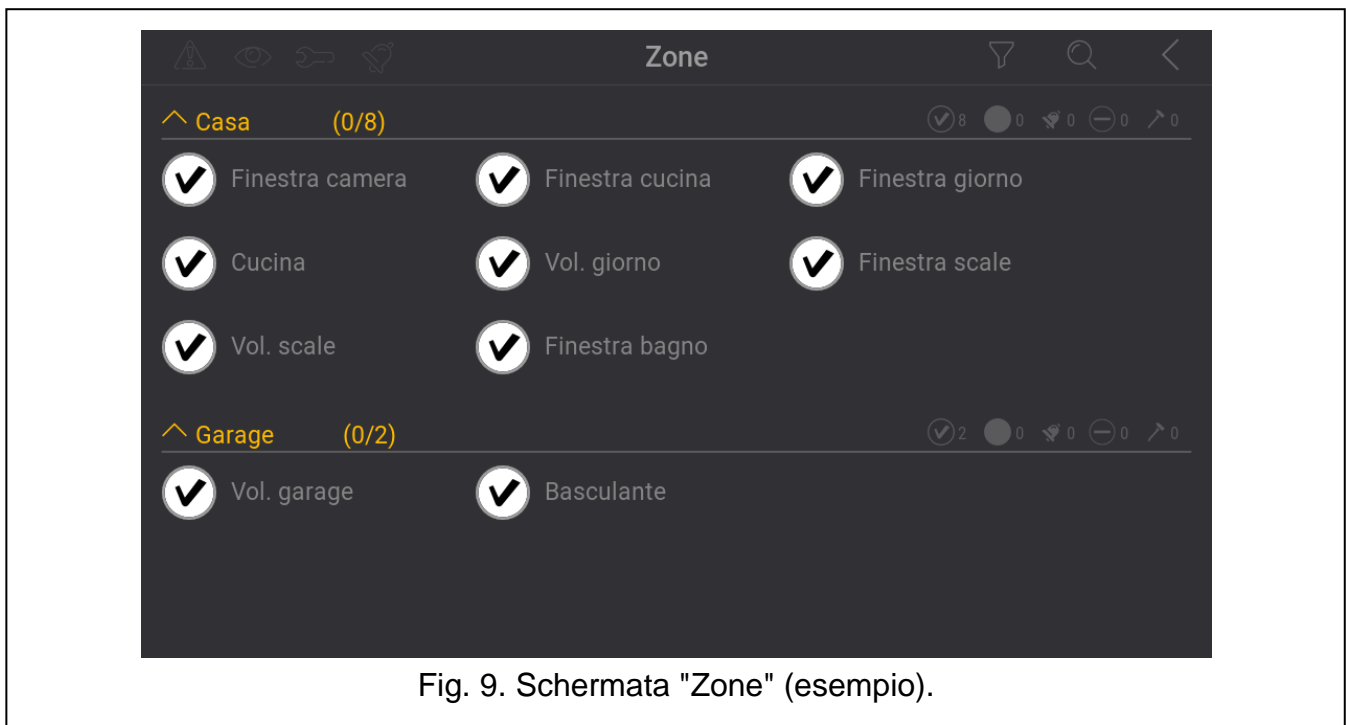 Zone
Casa (0/8) 8 0 0 0 0
Finestra camera Finestra cucina Finestra giorno
Cucina Vol. giorno Finestra scale
Vol. scale Finestra bagno
Garage (0/2) 2 0 0 0 0
Vol. garage Basculante
Fig. 9. Schermata "Zone" (esempio).